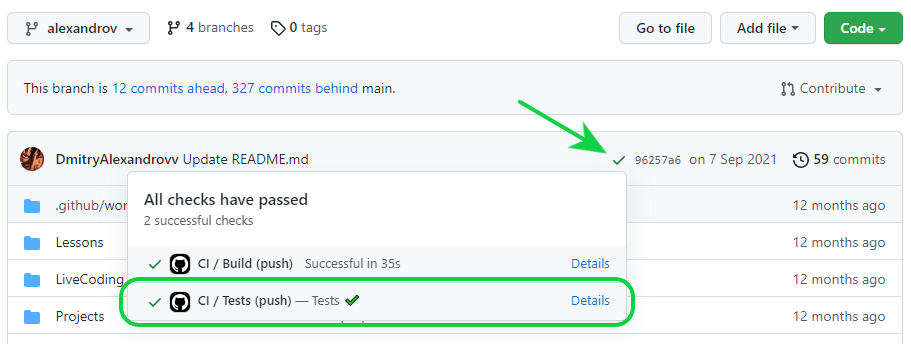 alexandrov 4 branches 0 tags Go to file Add file Code
This branch is 12 commits ahead, 327 commits behind main. Contribute
DmitryAlexandrovv Update README.md 96257a6 on 7 Sep 2021 59 commits
All checks have passed
2 successful checks
.github/wor 12 months ago
Lessons 12 months ago
CI / Build (push) Successful in 35s Details
LiveCoding 12 months ago
CI / Tests (push) — Tests Details
Projects 12 months ago